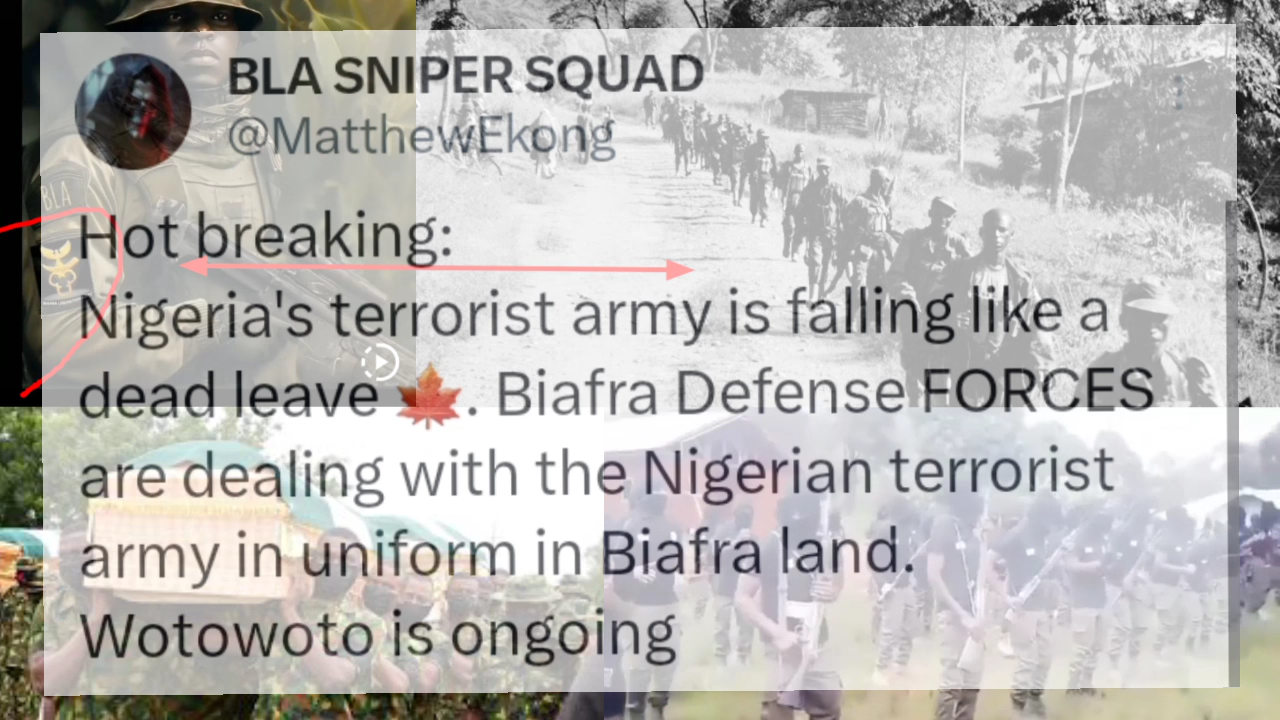 BLA SNIPER SQUAD
@MatthewEkong
BLA
Hot breaking:
Nigeria's terrorist army is falling like a
dead leave 🍁. Biafra Defense FORCES
are dealing with the Nigerian terrorist
army in uniform in Biafra land.
Wotowoto is ongoing